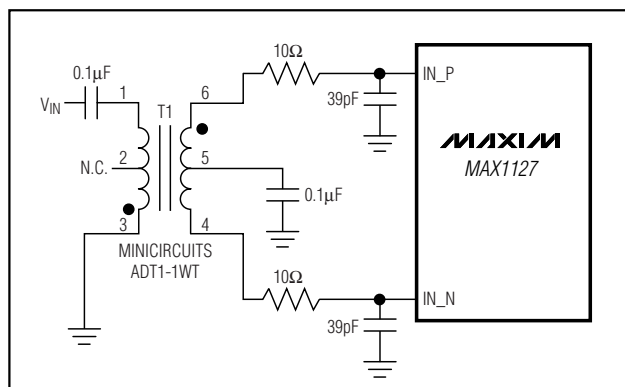 0.1μF
V_IN
1
N.C.
2
3
T1
6
5
4
MINICIRCUITS
ADT1-1WT
10Ω
39pF
0.1μF
10Ω
39pF
IN_P
MAXIM
MAX1127
IN_N